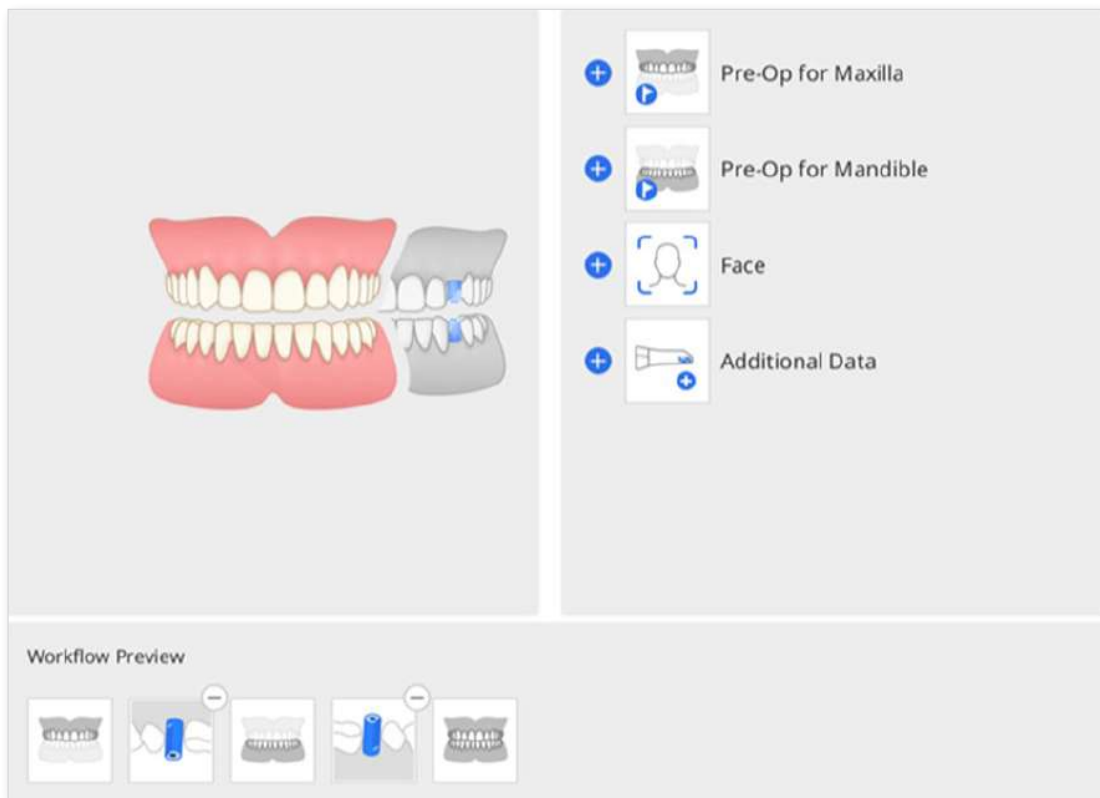 Pre-Op for Maxilla
Pre-Op for Mandible
Face
Additional Data
Workflow Preview